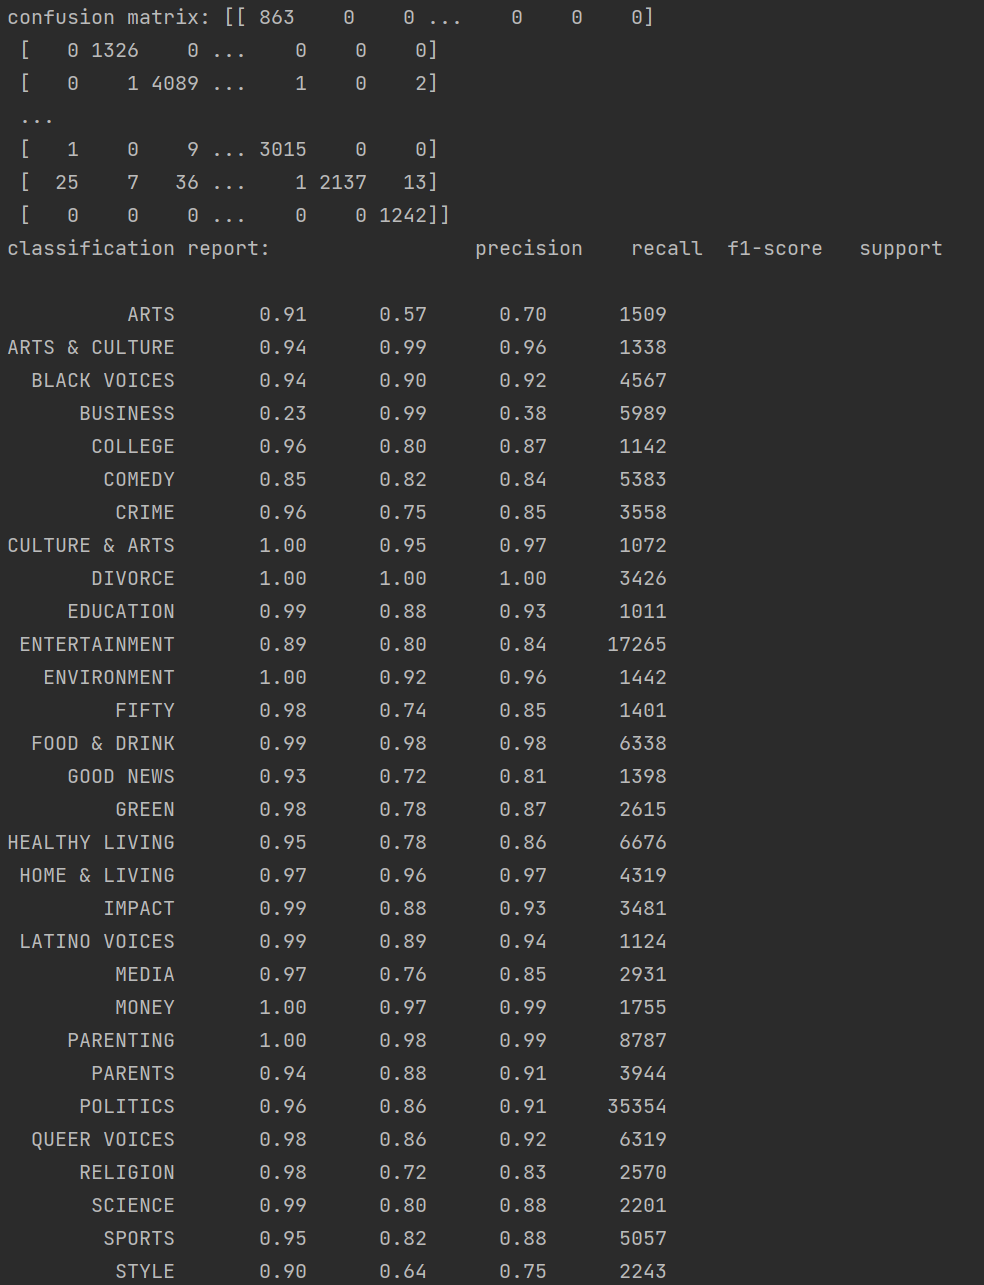 confusion matrix: [[ 863    0    0 ...    0    0    0]
 [   0 1326    0 ...    0    0    0]
 [   0    1 4089 ...    1    0    2]
 ...
 [   1    0    9 ... 3015    0    0]
 [  25    7   36 ...    1 2137   13]
 [   0    0    0 ...    0    0 1242]]
classification report:                 precision    recall  f1-score   support

          ARTS       0.91      0.57      0.70      1509
ARTS & CULTURE       0.94      0.99      0.96      1338
  BLACK VOICES       0.94      0.90      0.92      4567
      BUSINESS       0.23      0.99      0.38      5989
       COLLEGE       0.96      0.80      0.87      1142
        COMEDY       0.85      0.82      0.84      5383
         CRIME       0.96      0.75      0.85      3558
CULTURE & ARTS       1.00      0.95      0.97      1072
       DIVORCE       1.00      1.00      1.00      3426
     EDUCATION       0.99      0.88      0.93      1011
 ENTERTAINMENT       0.89      0.80      0.84     17265
   ENVIRONMENT       1.00      0.92      0.96      1442
         FIFTY       0.98      0.74      0.85      1401
  FOOD & DRINK       0.99      0.98      0.98      6338
     GOOD NEWS       0.93      0.72      0.81      1398
         GREEN       0.98      0.78      0.87      2615
HEALTHY LIVING       0.95      0.78      0.86      6676
 HOME & LIVING       0.97      0.96      0.97      4319
        IMPACT       0.99      0.88      0.93      3481
 LATINO VOICES       0.99      0.89      0.94      1124
         MEDIA       0.97      0.76      0.85      2931
         MONEY       1.00      0.97      0.99      1755
     PARENTING       1.00      0.98      0.99      8787
       PARENTS       0.94      0.88      0.91      3944
      POLITICS       0.96      0.86      0.91     35354
  QUEER VOICES       0.98      0.86      0.92      6319
      RELIGION       0.98      0.72      0.83      2570
       SCIENCE       0.99      0.80      0.88      2201
        SPORTS       0.95      0.82      0.88      5057
         STYLE       0.90      0.64      0.75      2243